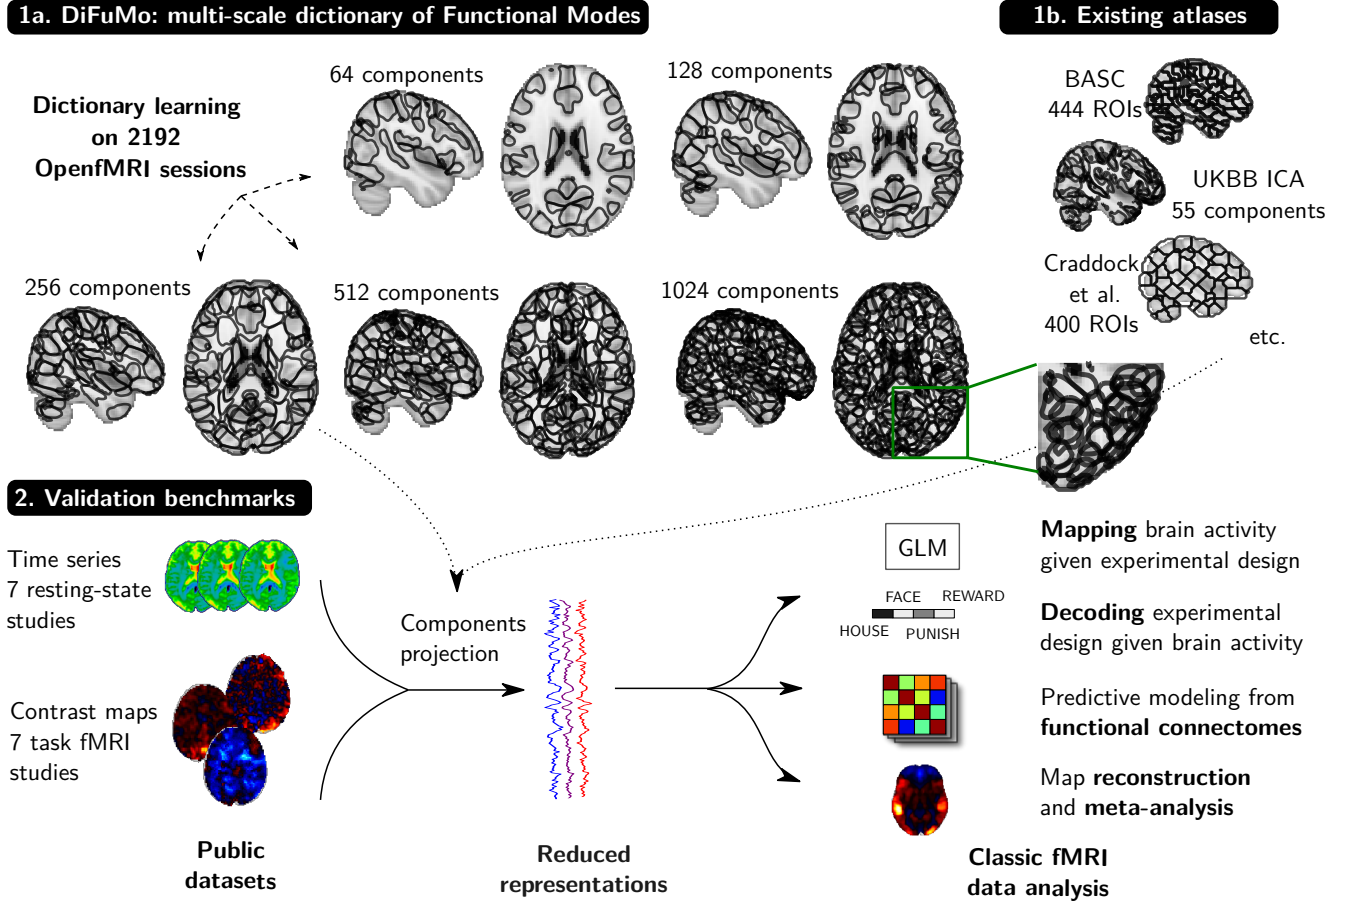 1a. DiFuMo: multi-scale dictionary of Functional Modes
Dictionary learning
on 2192
OpenfMRI sessions
64 components
128 components
256 components
512 components
1024 components
1b. Existing atlases
BASC
444 ROIs
UKBB ICA
55 components
Craddock
et al.
400 ROIs
etc.
2. Validation benchmarks
Time series
7 resting-state
studies
Contrast maps
7 task fMRI
studies
Public
datasets
Components
projection
Reduced
representations
GLM
FACE
REWARD
HOUSE
PUNISH
Mapping brain activity
given experimental design
Decoding experimental
design given brain activity
Predictive modeling from
functional connectomes
Map reconstruction
and meta-analysis
Classic fMRI
data analysis